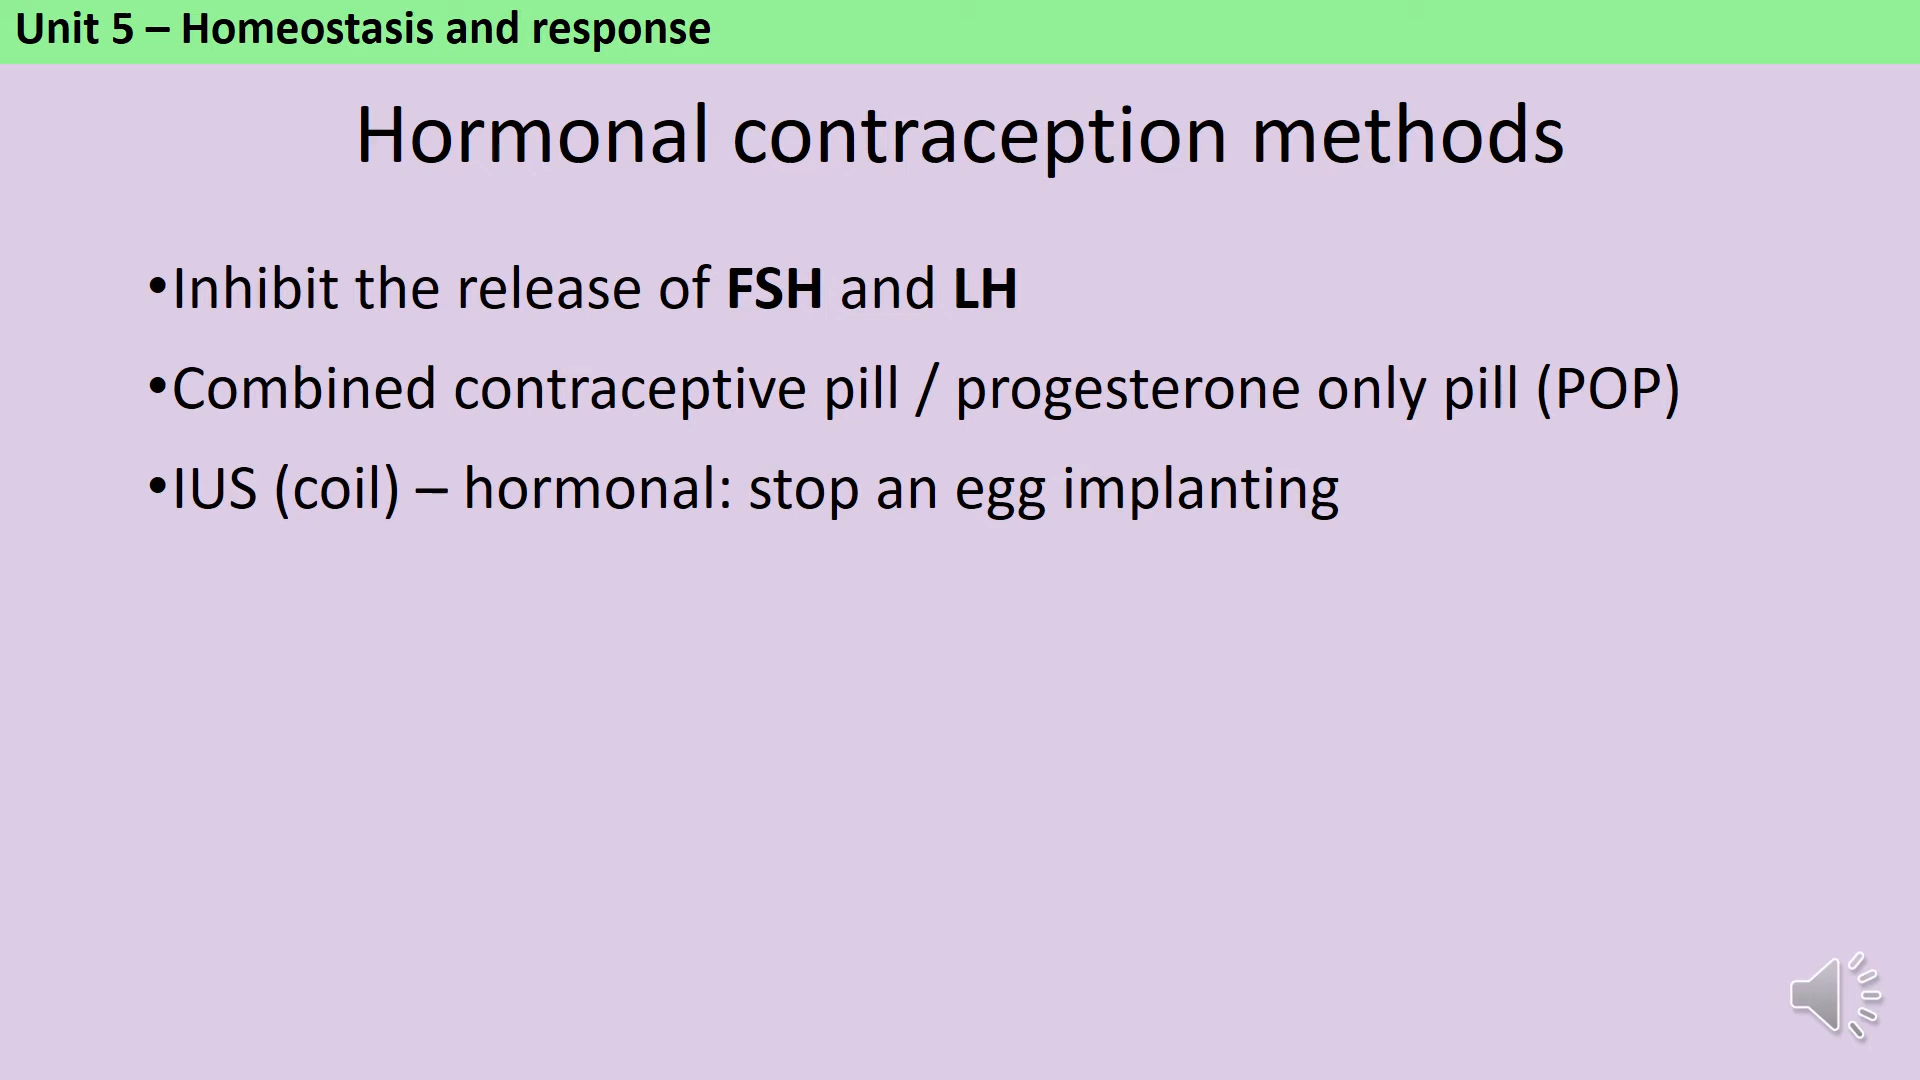 Unit 5 – Homeostasis and response
Hormonal contraception methods
•Inhibit the release of FSH and LH
•Combined contraceptive pill / progesterone only pill (POP)
•IUS (coil) – hormonal: stop an egg implanting